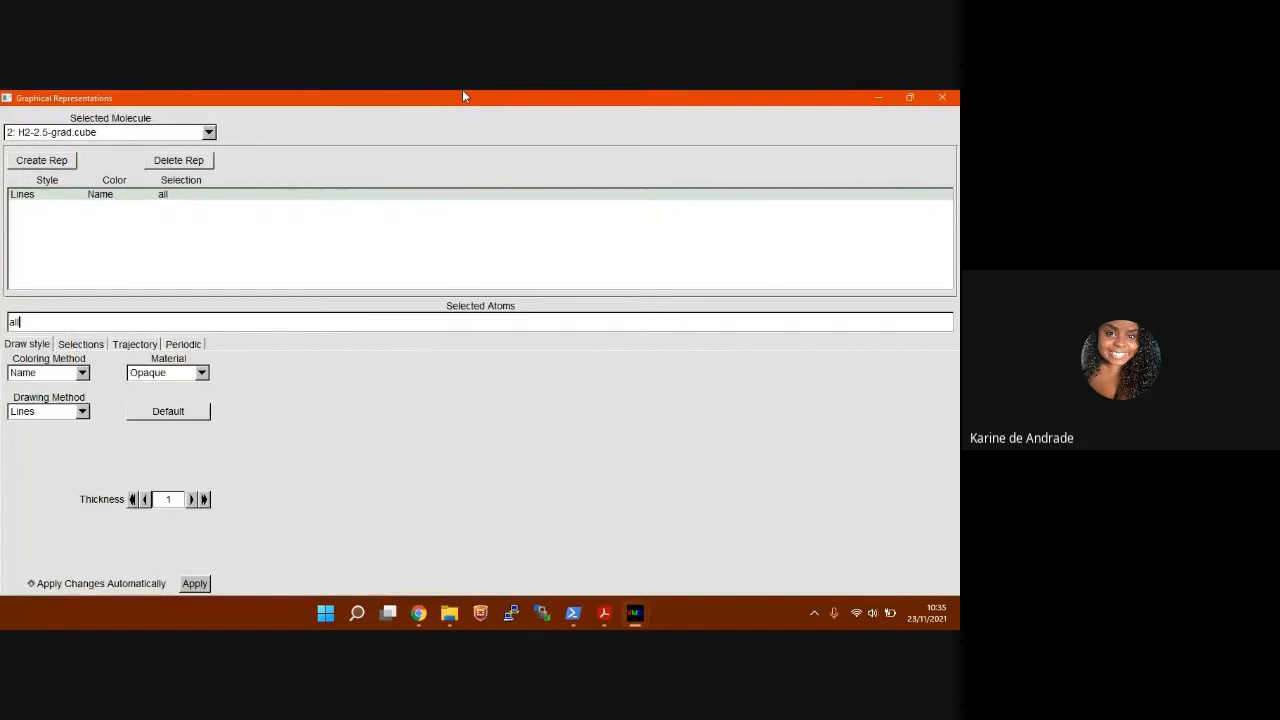 Graphical Representations
Selected Molecule
2: H2-2.5-grad.cube
Create Rep Delete Rep
Style Color Selection
Lines Name all
Selected Atoms
all
Draw style Selections Trajectory Periodic
Coloring Method Material
Name Opaque
Drawing Method
Lines Default
Thickness 1
Apply Changes Automatically Apply
VM
10:35
23/11/2021
Karine de Andrade